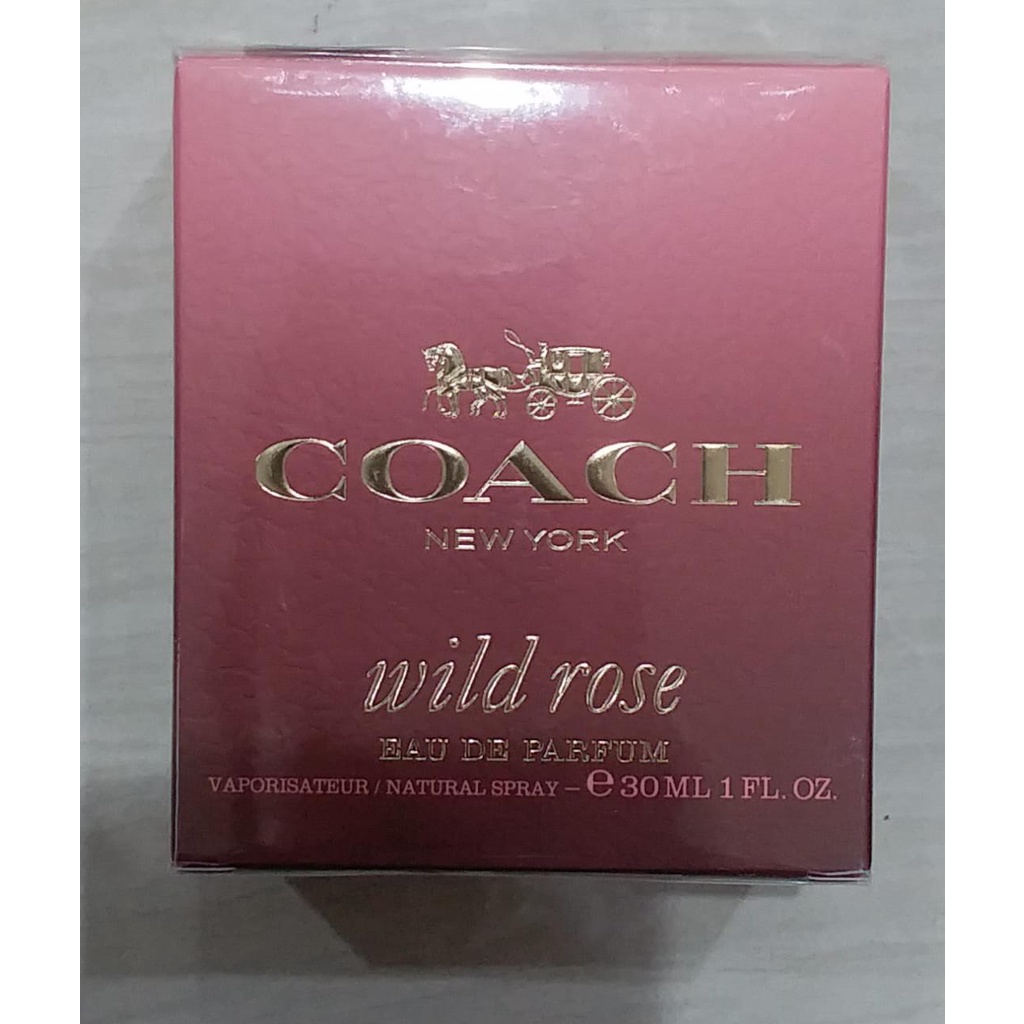 COACH
NEW YORK
wild rose
EAU DE PARFUM
VAPORISATEUR / NATURAL SPRAY – ℮ 30 ML 1 FL. OZ.